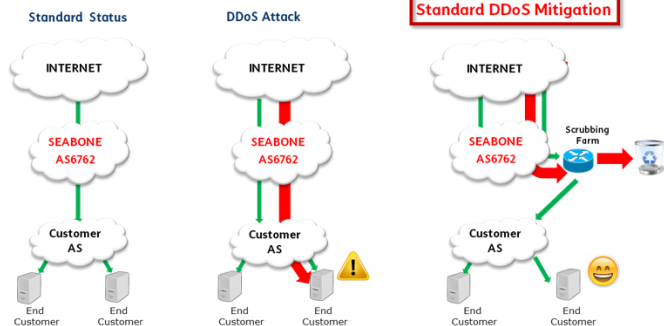 Standard Status
DDoS Attack
Standard DDoS Mitigation
INTERNET
INTERNET
INTERNET
SEABONE
AS6762
SEABONE
AS6762
SEABONE
AS6762
Scrubbing
Farm
Customer
AS
Customer
AS
Customer
AS
End
Customer
End
Customer
End
Customer
End
Customer
End
Customer
End
Customer